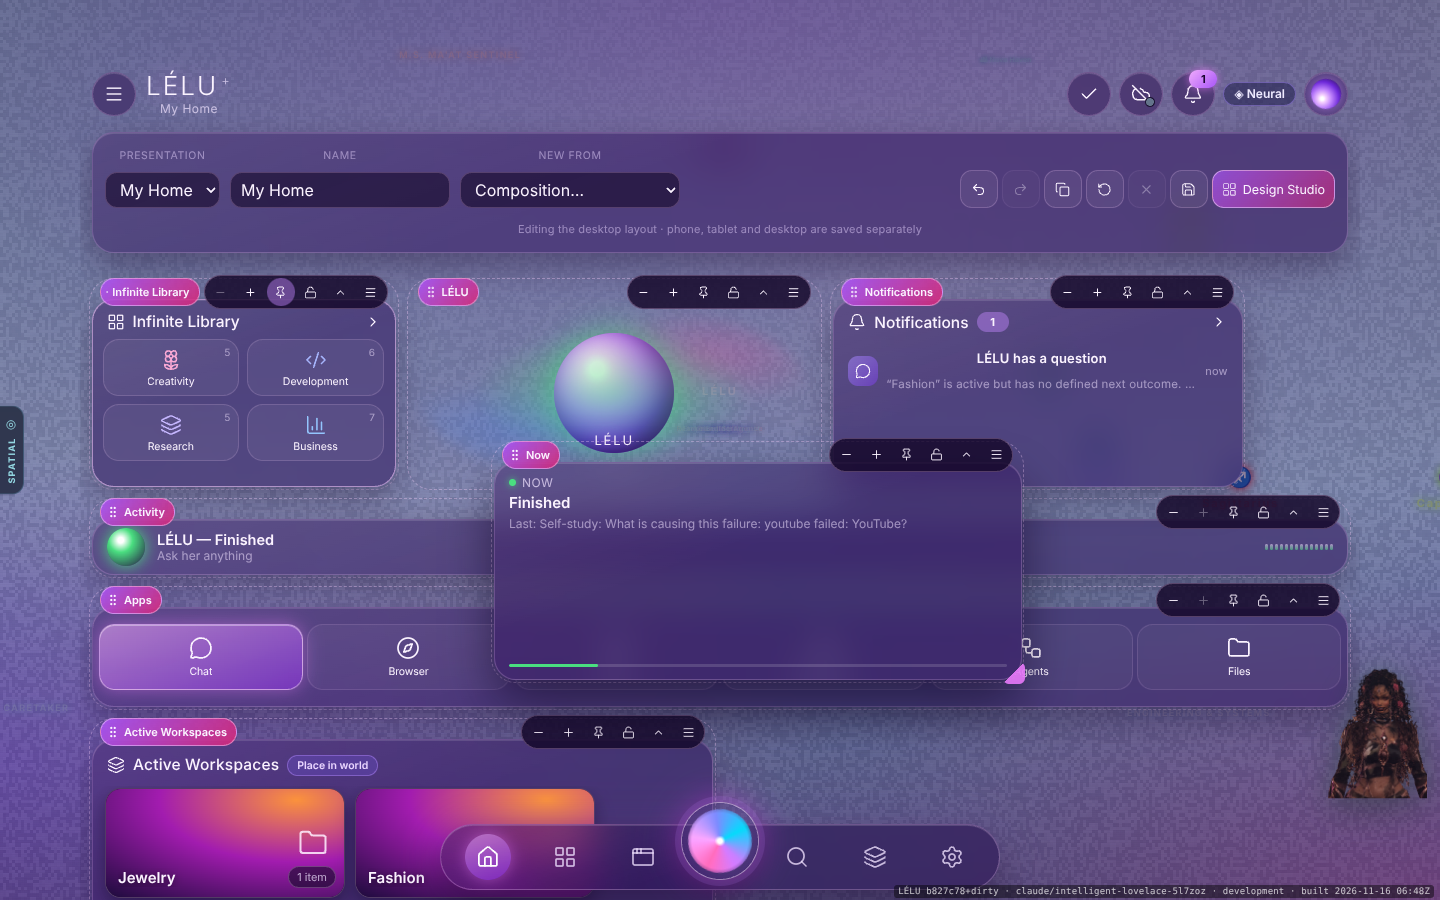 LÉLU +
My Home
1
◈ Neural
PRESENTATION
NAME
NEW FROM
My Home
My Home
Composition...
Design Studio
Editing the desktop layout · phone, tablet and desktop are saved separately
Infinite Library
LÉLU
Notifications
Infinite Library
Notifications
1
5
Creativity
6
Development
5
Research
7
Business
LÉLU
LÉLU has a question
"Fashion" is active but has no defined next outcome. ...
now
SPATIAL
Now
NOW
Finished
Last: Self-study: What is causing this failure: youtube failed: YouTube?
Activity
LÉLU — Finished
Ask her anything
Apps
Chat
Browser
gents
Files
Active Workspaces
Active Workspaces
Place in world
Jewelry
1 item
Fashion
LÉLU b827c78+dirty · claude/intelligent-lovelace-5l7zoz · development · built 2026-11-16 06:48Z